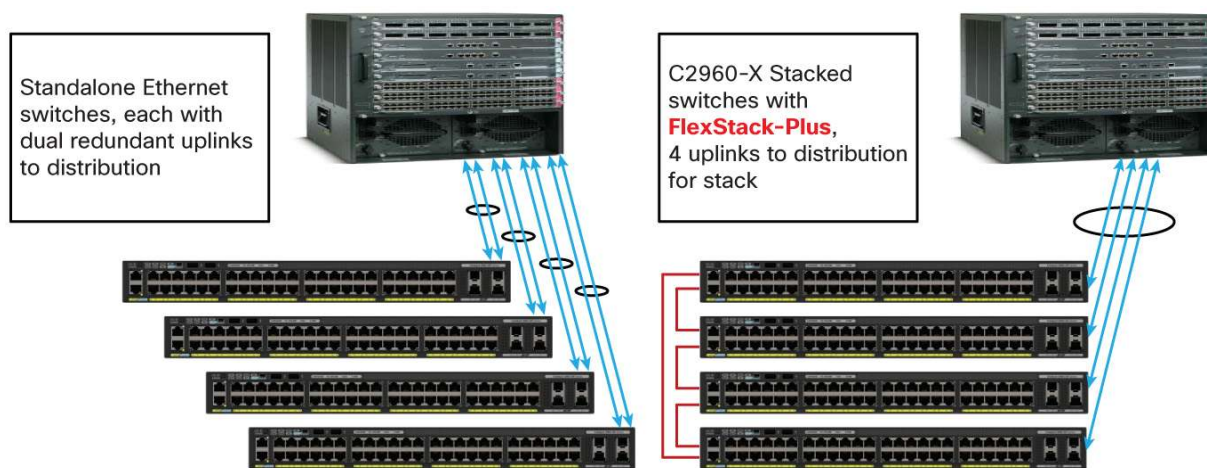 Standalone Ethernet
switches, each with
dual redundant uplinks
to distribution
C2960-X Stacked
switches with
FlexStack-Plus,
4 uplinks to distribution
for stack